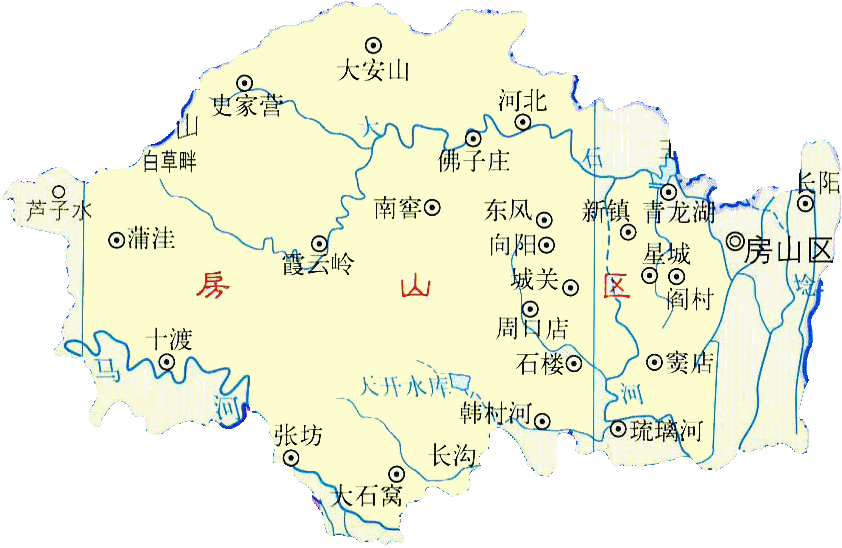 大安山
史家营
河北
山
大
佛子庄
石
白草畔
长阳
芦子水
南窖
东风
新镇
青龙湖
蒲洼
向阳
星城
房山区
霞云岭
城关
阎村
房
山
区
周口店
十渡
石楼
窦店
马
天开水库
河
河
韩村河
琉璃河
张坊
长沟
大石窝